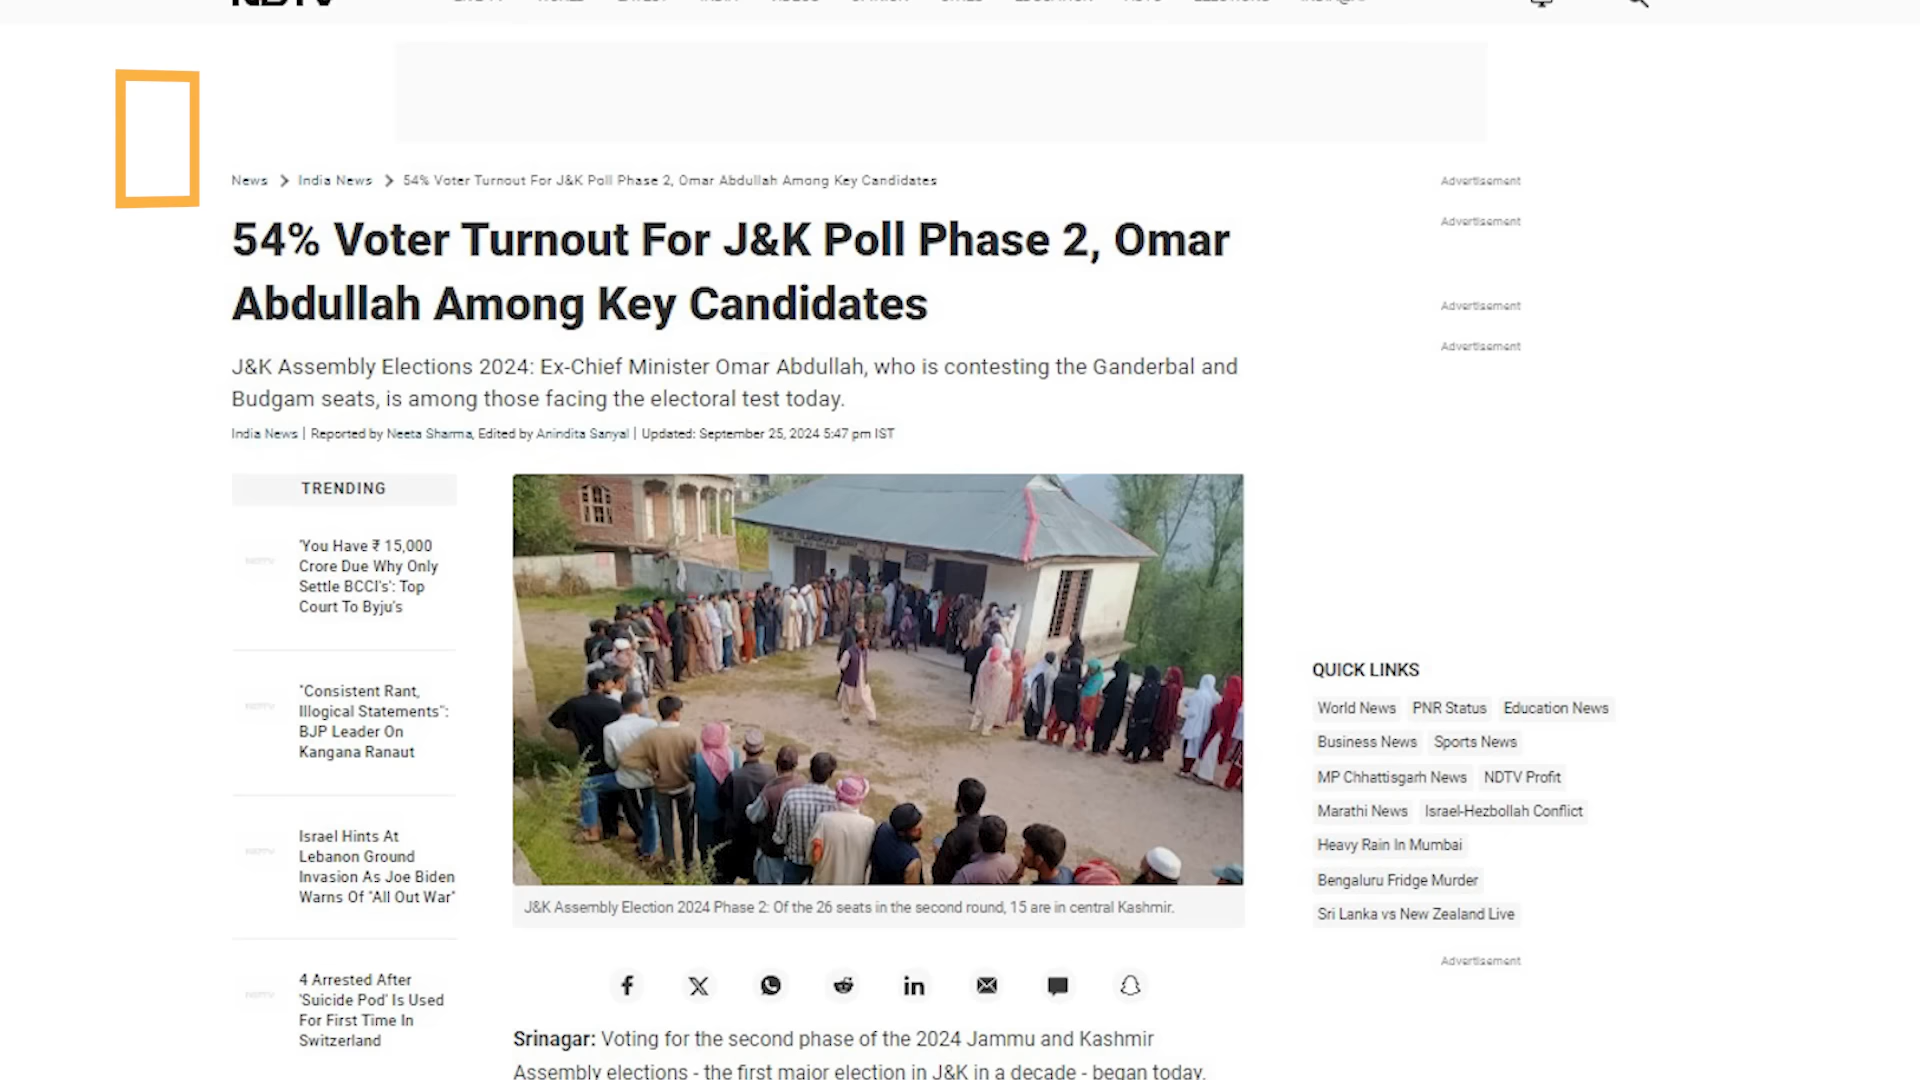 News > India News > 54% Voter Turnout For J&K Poll Phase 2, Omar Abdullah Among Key Candidates
54% Voter Turnout For J&K Poll Phase 2, Omar
Abdullah Among Key Candidates
J&K Assembly Elections 2024: Ex-Chief Minister Omar Abdullah, who is contesting the Ganderbal and
Budgam seats, is among those facing the electoral test today.
India News | Reported by Neeta Sharma, Edited by Anindita Sanyal | Updated: September 25, 2024 5:47 pm IST
TRENDING
'You Have ₹ 15,000
Crore Due Why Only
Settle BCCI's': Top
Court To Byju's
"Consistent Rant,
Illogical Statements":
BJP Leader On
Kangana Ranaut
Israel Hints At
Lebanon Ground
Invasion As Joe Biden
Warns Of "All Out War"
4 Arrested After
'Suicide Pod' Is Used
For First Time In
Switzerland
J&K Assembly Election 2024 Phase 2: Of the 26 seats in the second round, 15 are in central Kashmir.
Srinagar: Voting for the second phase of the 2024 Jammu and Kashmir
Assembly elections - the first major election in J&K in a decade - began today.
Advertisement
Advertisement
Advertisement
Advertisement
QUICK LINKS
World News PNR Status Education News
Business News Sports News
MP Chhattisgarh News NDTV Profit
Marathi News Israel-Hezbollah Conflict
Heavy Rain In Mumbai
Bengaluru Fridge Murder
Sri Lanka vs New Zealand Live
Advertisement